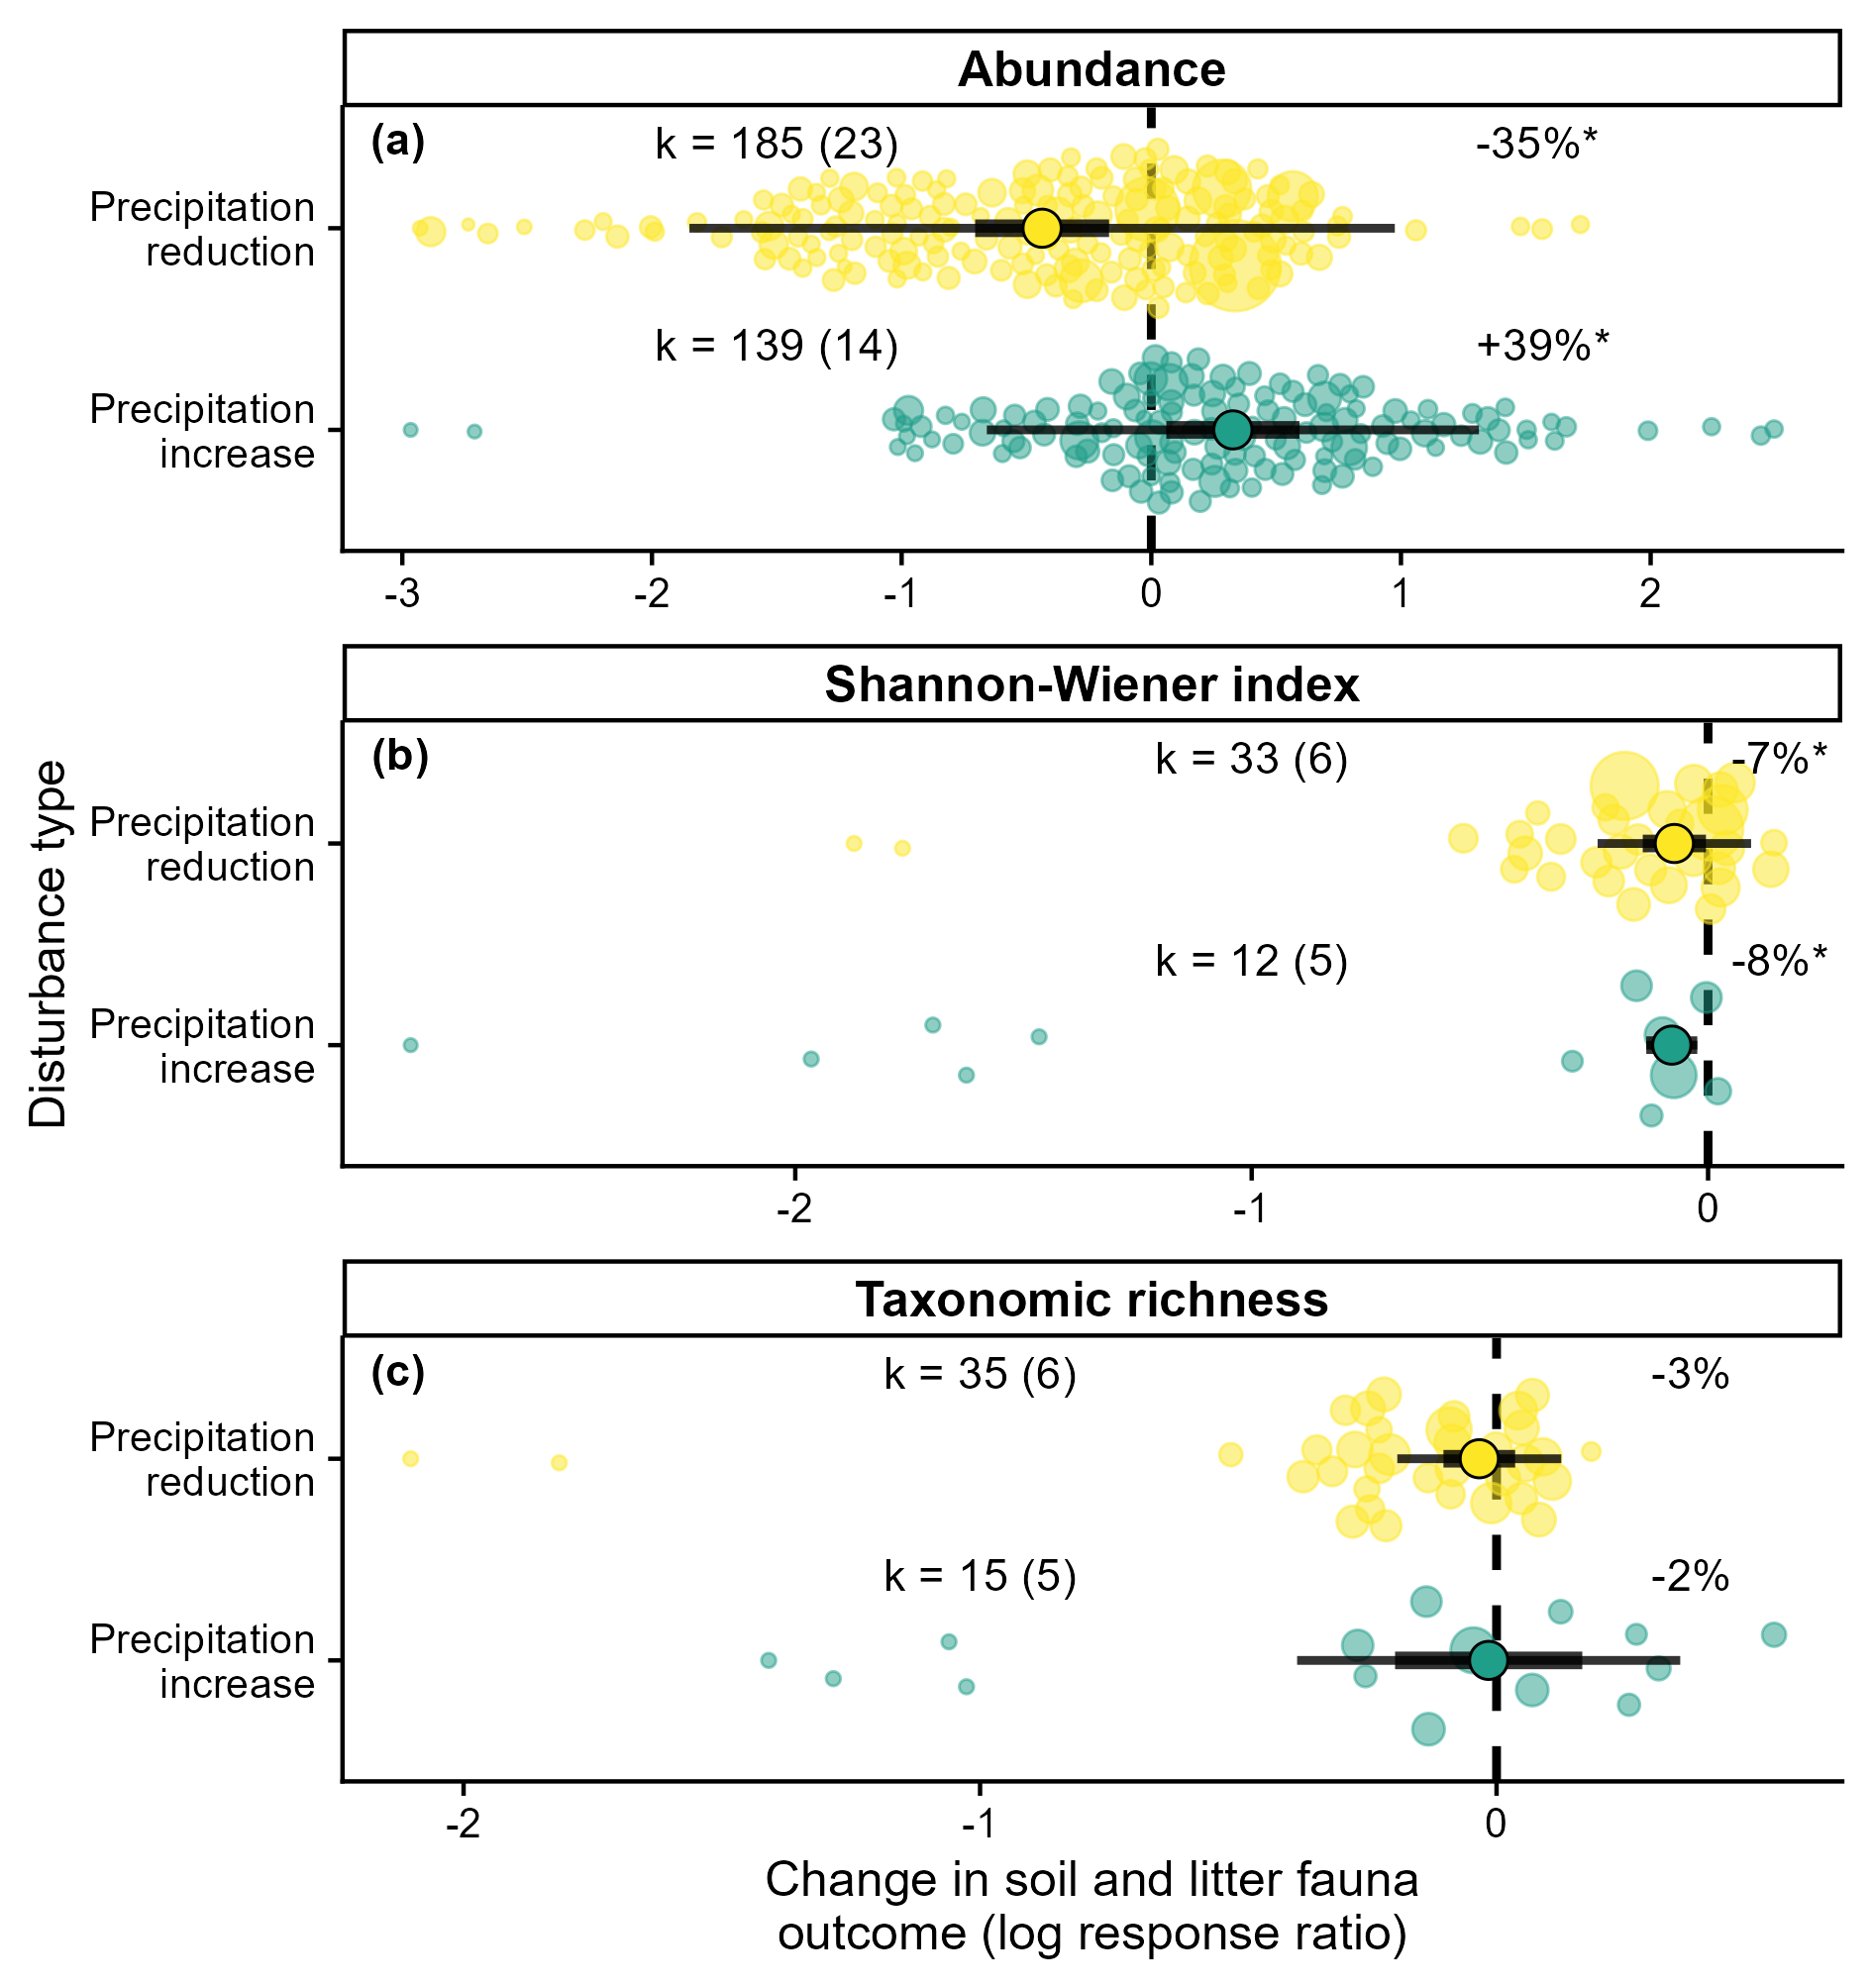 Abundance
(a)
k = 185 (23)
-35%*
Precipitation
reduction
k = 139 (14)
+39%*
Precipitation
increase
-3
-2
-1
0
1
2
Shannon-Wiener index
(b)
k = 33 (6)
-7%*
Precipitation
reduction
k = 12 (5)
-8%*
Precipitation
increase
-2
-1
0
Disturbance type
Taxonomic richness
(c)
k = 35 (6)
-3%
Precipitation
reduction
k = 15 (5)
-2%
Precipitation
increase
-2
-1
0
Change in soil and litter fauna
outcome (log response ratio)